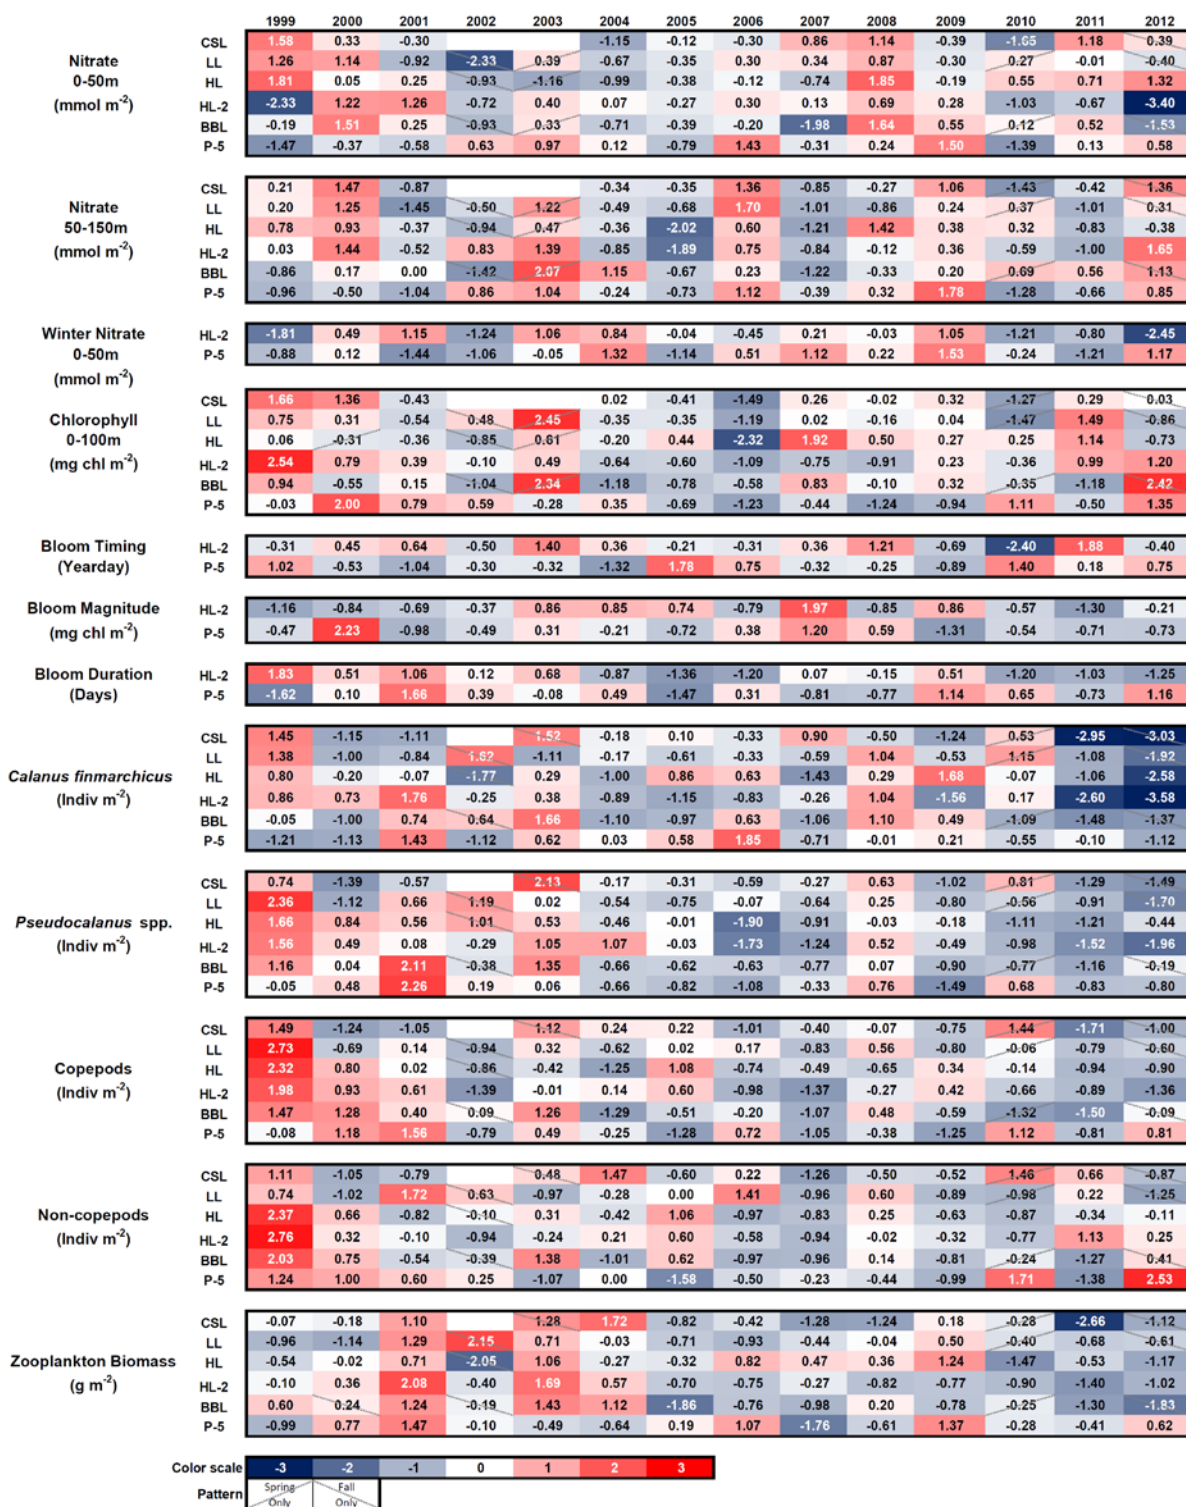 1999 2000 2001 2002 2003 2004 2005 2006 2007 2008 2009 2010 2011 2012
Nitrate
0-50m
(mmol m-2)
CSL 1.58 0.33 -0.30 -1.15 -0.12 -0.30 0.86 1.14 -0.39 -1.65 1.18 0.39
LL 1.26 1.14 -0.92 -2.33 0.39 -0.67 -0.35 0.30 0.34 0.87 -0.30 0.27 -0.01 -0.40
HL 1.81 0.05 0.25 -0.93 -1.16 -0.99 -0.38 -0.12 -0.74 1.85 -0.19 0.55 0.71 1.32
HL-2 -2.33 1.22 1.26 -0.72 0.40 0.07 -0.27 0.30 0.13 0.69 0.28 -1.03 -0.67 -3.40
BBL -0.19 1.51 0.25 -0.93 0.33 -0.71 -0.39 -0.20 -1.98 1.64 0.55 0.12 0.52 -1.53
P-5 -1.47 -0.37 -0.58 0.63 0.97 0.12 -0.79 1.43 -0.31 0.24 1.50 -1.39 0.13 0.58
Nitrate
50-150m
(mmol m-2)
CSL 0.21 1.47 -0.87 -0.34 -0.35 1.36 -0.85 -0.27 1.06 -1.43 -0.42 1.36
LL 0.20 1.25 -1.45 -0.50 1.22 -0.49 -0.68 1.70 -1.01 -0.86 0.24 0.37 -1.01 0.31
HL 0.78 0.93 -0.37 -0.94 0.47 -0.36 -2.02 0.60 -1.21 1.42 0.38 0.32 -0.83 -0.38
HL-2 0.03 1.44 -0.52 0.83 1.39 -0.85 -1.89 0.75 -0.84 -0.12 0.36 -0.59 -1.00 1.65
BBL -0.86 0.17 0.00 -1.42 2.07 1.15 -0.67 0.23 -1.22 -0.33 0.20 0.69 0.56 1.13
P-5 -0.96 -0.50 -1.04 0.86 1.04 -0.24 -0.73 1.12 -0.39 0.32 1.78 -1.28 -0.66 0.85
Winter Nitrate
0-50m
(mmol m-2)
HL-2 -1.81 0.49 1.15 -1.24 1.06 0.84 -0.04 -0.45 0.21 -0.03 1.05 -1.21 -0.80 -2.45
P-5 -0.88 0.12 -1.44 -1.06 -0.05 1.32 -1.14 0.51 1.12 0.22 1.53 -0.24 -1.21 1.17
Chlorophyll
0-100m
(mg chl m-2)
CSL 1.66 1.36 -0.43 0.02 -0.41 -1.49 0.26 -0.02 0.32 -1.27 0.29 0.03
LL 0.75 0.31 -0.54 0.48 2.45 -0.35 -0.35 -1.19 0.02 -0.16 0.04 -1.47 1.49 -0.86
HL 0.06 -0.31 -0.36 -0.85 0.61 -0.20 0.44 -2.32 1.92 0.50 0.27 0.25 1.14 -0.73
HL-2 2.54 0.79 0.39 -0.10 0.49 -0.64 -0.60 -1.09 -0.75 -0.91 0.23 -0.36 0.99 1.20
BBL 0.94 -0.55 0.15 -1.04 2.34 -1.18 -0.78 -0.58 0.83 -0.10 0.32 -0.35 -1.18 2.42
P-5 -0.03 2.00 0.79 0.59 -0.28 0.35 -0.69 -1.23 -0.44 -1.24 -0.94 1.11 -0.50 1.35
Bloom Timing
(Yearday)
HL-2 -0.31 0.45 0.64 -0.50 1.40 0.36 -0.21 -0.31 0.36 1.21 -0.69 -2.40 1.88 -0.40
P-5 1.02 -0.53 -1.04 -0.30 -0.32 -1.32 1.78 0.75 -0.32 -0.25 -0.89 1.40 0.18 0.75
Bloom Magnitude
(mg chl m-2)
HL-2 -1.16 -0.84 -0.69 -0.37 0.86 0.85 0.74 -0.79 1.97 -0.85 0.86 -0.57 -1.30 -0.21
P-5 -0.47 2.23 -0.98 -0.49 0.31 -0.21 -0.72 0.38 1.20 0.59 -1.31 -0.54 -0.71 -0.73
Bloom Duration
(Days)
HL-2 1.83 0.51 1.06 0.12 0.68 -0.87 -1.36 -1.20 0.07 -0.15 0.51 -1.20 -1.03 -1.25
P-5 -1.62 0.10 1.66 0.39 -0.08 0.49 -1.47 0.31 -0.81 -0.77 1.14 0.65 -0.73 1.16
Calanus finmarchicus
(Indiv m-2)
CSL 1.45 -1.15 -1.11 1.52 -0.18 0.10 -0.33 0.90 -0.50 -1.24 0.53 -2.95 -3.03
LL 1.38 -1.00 -0.84 1.62 -1.11 -0.17 -0.61 -0.33 -0.59 1.04 -0.53 1.15 -1.08 -1.92
HL 0.80 -0.20 -0.07 -1.77 0.29 -1.00 0.86 0.63 -1.43 0.29 1.68 -0.07 -1.06 -2.58
HL-2 0.86 0.73 1.76 -0.25 0.38 -0.89 -1.15 -0.83 -0.26 1.04 -1.56 0.17 -2.60 -3.58
BBL -0.05 -1.00 0.74 0.64 1.66 -1.10 -0.97 0.63 -1.06 1.10 0.49 -1.09 -1.48 -1.37
P-5 -1.21 -1.13 1.43 -1.12 0.62 0.03 0.58 1.85 -0.71 -0.01 0.21 -0.55 -0.10 -1.12
Pseudocalanus spp.
(Indiv m-2)
CSL 0.74 -1.39 -0.57 2.13 -0.17 -0.31 -0.59 -0.27 0.63 -1.02 0.81 -1.29 -1.49
LL 2.36 -1.12 0.66 1.19 0.02 -0.54 -0.75 -0.07 -0.64 0.25 -0.80 -0.56 -0.91 -1.70
HL 1.66 0.84 0.56 1.01 0.53 -0.46 -0.01 -1.90 -0.91 -0.03 -0.18 -1.11 -1.21 -0.44
HL-2 1.56 0.49 0.08 -0.29 1.05 1.07 -0.03 -1.73 -1.24 0.52 -0.49 -0.98 -1.52 -1.96
BBL 1.16 0.04 2.11 -0.38 1.35 -0.66 -0.62 -0.63 -0.77 0.07 -0.90 -0.77 -1.16 -0.19
P-5 -0.05 0.48 2.26 0.19 0.06 -0.66 -0.82 -1.08 -0.33 0.76 -1.49 0.68 -0.83 -0.80
Copepods
(Indiv m-2)
CSL 1.49 -1.24 -1.05 1.12 0.24 0.22 -1.01 -0.40 -0.07 -0.75 1.44 -1.71 -1.00
LL 2.73 -0.69 0.14 -0.94 0.32 -0.62 0.02 0.17 -0.83 0.56 -0.80 -0.06 -0.79 -0.60
HL 2.32 0.80 0.02 -0.86 -0.42 -1.25 1.08 -0.74 -0.49 -0.65 0.34 -0.14 -0.94 -0.90
HL-2 1.98 0.93 0.61 -1.39 -0.01 0.14 0.60 -0.98 -1.37 -0.27 0.42 -0.66 -0.89 -1.36
BBL 1.47 1.28 0.40 0.09 1.26 -1.29 -0.51 -0.20 -1.07 0.48 -0.59 -1.32 -1.50 -0.09
P-5 -0.08 1.18 1.56 -0.79 0.49 -0.25 -1.28 0.72 -1.05 -0.38 -1.25 1.12 -0.81 0.81
Non-copepods
(Indiv m-2)
CSL 1.11 -1.05 -0.79 0.48 1.47 -0.60 0.22 -1.26 -0.50 -0.52 1.46 0.66 -0.87
LL 0.74 -1.02 1.72 0.63 -0.97 -0.28 0.00 1.41 -0.96 0.60 -0.89 -0.98 0.22 -1.25
HL 2.37 0.66 -0.82 -0.10 0.31 -0.42 1.06 -0.97 -0.83 0.25 -0.63 -0.87 -0.34 -0.11
HL-2 2.76 0.32 -0.10 -0.94 -0.24 0.21 0.60 -0.58 -0.94 -0.02 -0.32 -0.77 1.13 0.25
BBL 2.03 0.75 -0.54 -0.39 1.38 -1.01 0.62 -0.97 -0.96 0.14 -0.81 -0.24 -1.27 0.41
P-5 1.24 1.00 0.60 0.25 -1.07 0.00 -1.58 -0.50 -0.23 -0.44 -0.99 1.71 -1.38 2.53
Zooplankton Biomass
(g m-2)
CSL -0.07 -0.18 1.10 1.28 1.72 -0.82 -0.42 -1.28 -1.24 0.18 -0.28 -2.66 -1.12
LL -0.96 -1.14 1.29 2.15 0.71 -0.03 -0.71 -0.93 -0.44 -0.04 0.50 -0.40 -0.68 -0.61
HL -0.54 -0.02 0.71 -2.05 1.06 -0.27 -0.32 0.82 0.47 0.36 1.24 -1.47 -0.53 -1.17
HL-2 -0.10 0.36 2.08 -0.40 1.69 0.57 -0.70 -0.75 -0.27 -0.82 -0.77 -0.90 -1.40 -1.02
BBL 0.60 0.24 1.24 -0.19 1.43 1.12 -1.86 -0.76 -0.98 0.20 -0.78 -0.25 -1.30 -1.83
P-5 -0.99 0.77 1.47 -0.10 -0.49 -0.64 0.19 1.07 -1.76 -0.61 1.37 -0.28 -0.41 0.62
Color scale -3 -2 -1 0 1 2 3
Pattern Spring Only Fall Only